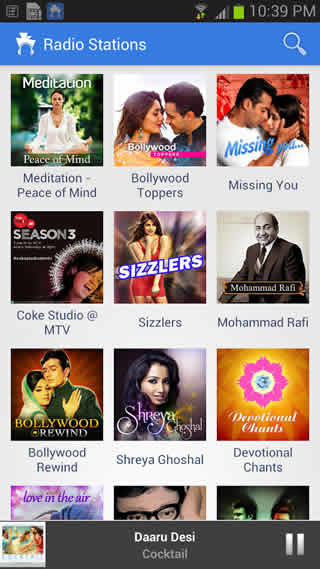 10:39 PM
Radio Stations
Meditation
Peace of Mind
Meditation -
Peace of Mind
Bollywood
TOPPERS
Bollywood
Toppers
Missing you...
Missing You
SEASON 3
Coke Studio @
MTV
SIZZLERS
Sizzlers
Mohammad Rafi
Mohammad Rafi
BOLLYWOOD
REWIND
Bollywood
Rewind
Shreya
Ghoshal
Shreya Ghoshal
Devotional
Chants
Devotional
Chants
love in the air
COCKTAIL
Daaru Desi
Cocktail